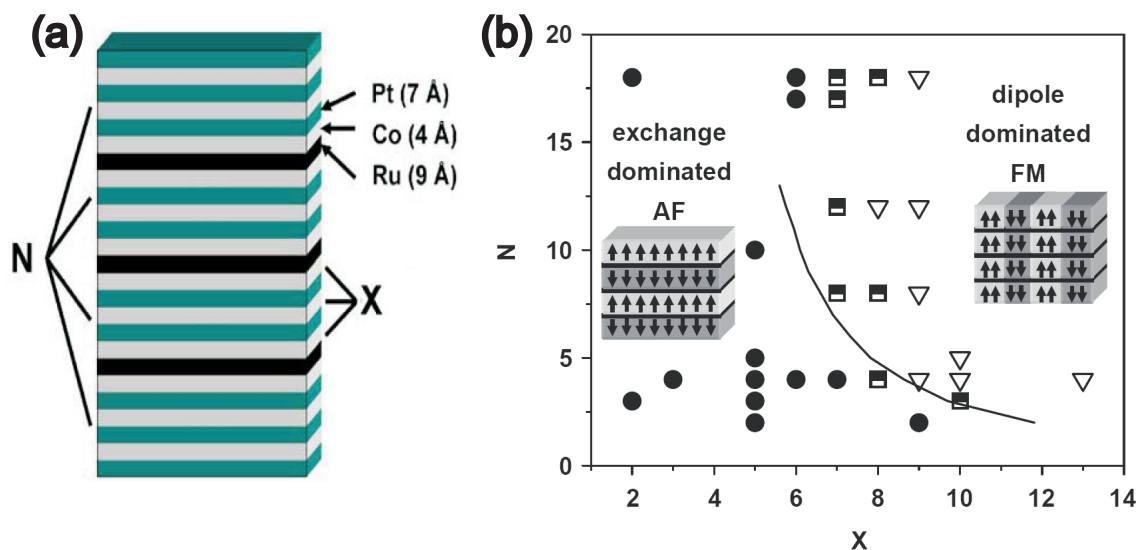 (a)
Pt (7 Å)
Co (4 Å)
Ru (9 Å)
N
X
(b)
20
15
10
5
0
N
exchange
dominated
AF
dipole
dominated
FM
2 4 6 8 10 12 14
X